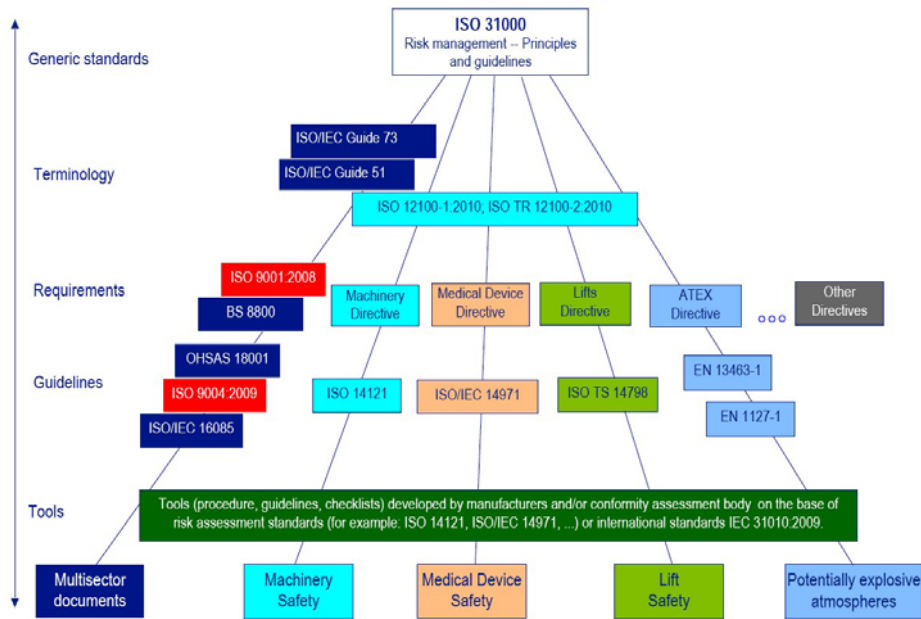 ISO 31000
Risk management -- Principles
and guidelines
Generic standards
ISO/IEC Guide 73
ISO/IEC Guide 51
Terminology
ISO 12100-1:2010; ISO TR 12100-2:2010
ISO 9001:2008
Requirements
BS 8800
Machinery
Directive
Medical Device
Directive
Lifts
Directive
ATEX
Directive
Other
Directives
OHSAS 18001
Guidelines
ISO 9004:2009
ISO/IEC 16085
ISO 14121
ISO/IEC 14971
ISO TS 14798
EN 13463-1
EN 1127-1
Tools
Tools (procedure, guidelines, checklists) developed by manufacturers and/or conformity assessment body on the base of
risk assessment standards (for example: ISO 14121, ISO/IEC 14971, ...) or international standards IEC 31010:2009.
Multisector
documents
Machinery
Safety
Medical Device
Safety
Lift
Safety
Potentially explosive
atmospheres